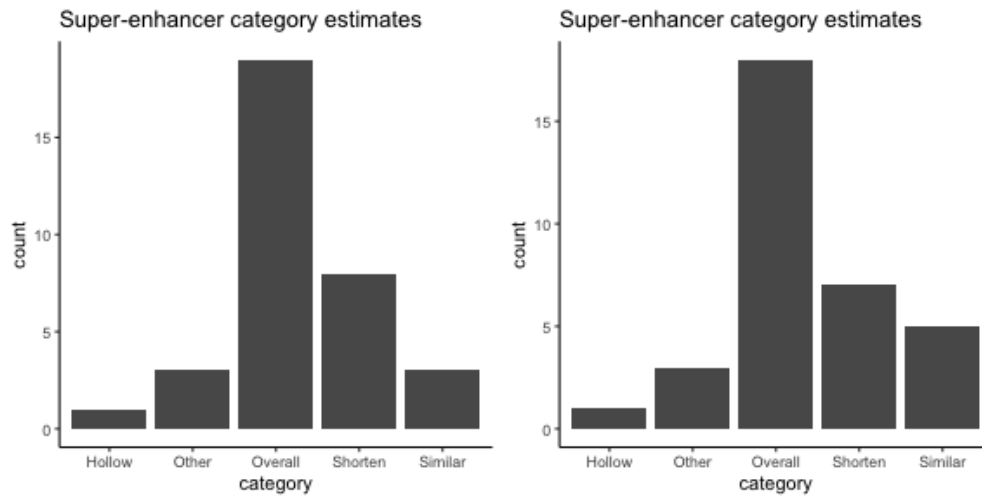 Super-enhancer category estimates
count
15
10
5
0
Hollow Other Overall Shorten Similar
category
Super-enhancer category estimates
count
15
10
5
0
Hollow Other Overall Shorten Similar
category